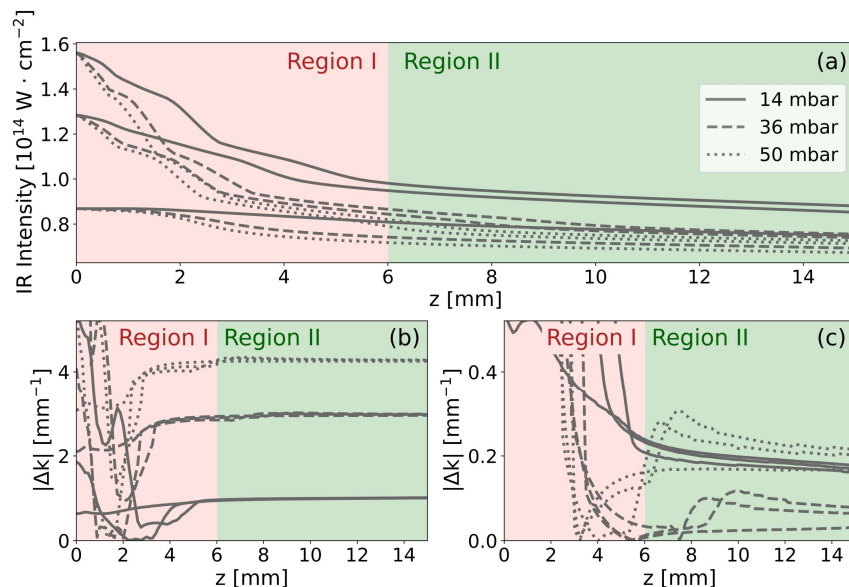 Region I Region II (a)
14 mbar
36 mbar
50 mbar
IR Intensity [10¹⁴ W · cm⁻²]
1.6
1.4
1.2
1.0
0.8
0 2 4 6 8 10 12 14
z [mm]
Region I Region II (b)
|Δk| [mm⁻¹]
4
2
0
0 2 4 6 8 10 12 14
z [mm]
Region I Region II (c)
|Δk| [mm⁻¹]
0.4
0.2
0.0
0 2 4 6 8 10 12 14
z [mm]